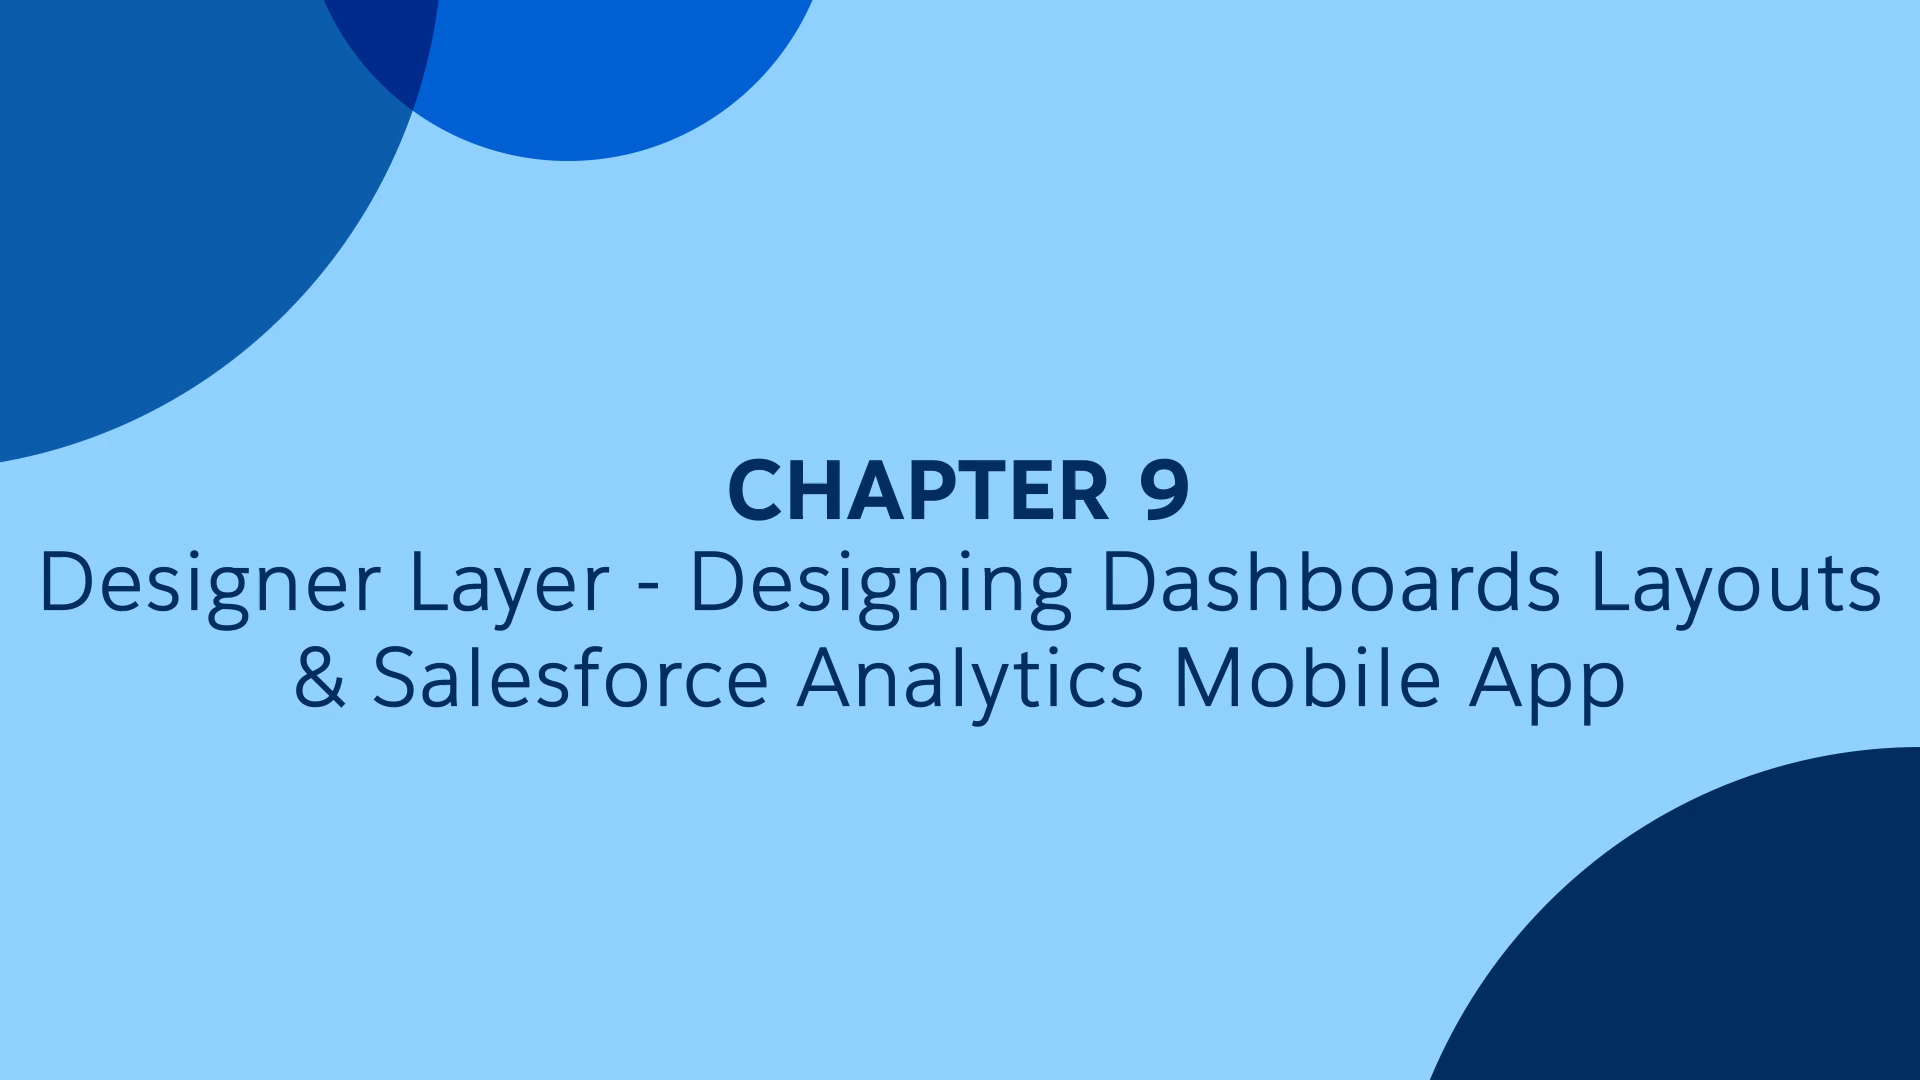 CHAPTER 9
Designer Layer - Designing Dashboards Layouts
& Salesforce Analytics Mobile App